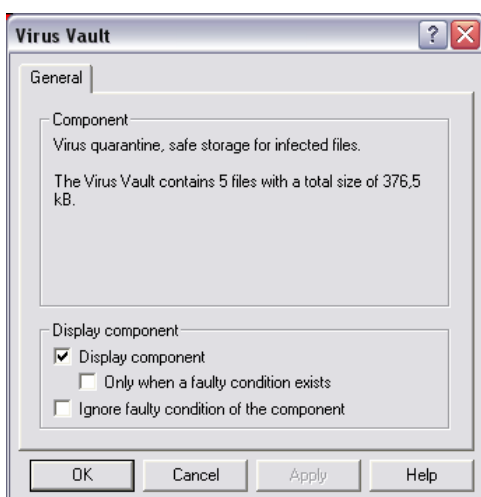 Virus Vault
General
Component
Virus quarantine, safe storage for infected files.
The Virus Vault contains 5 files with a total size of 376,5
kB.
Display component
Display component
Only when a faulty condition exists
Ignore faulty condition of the component
OK Cancel Apply Help